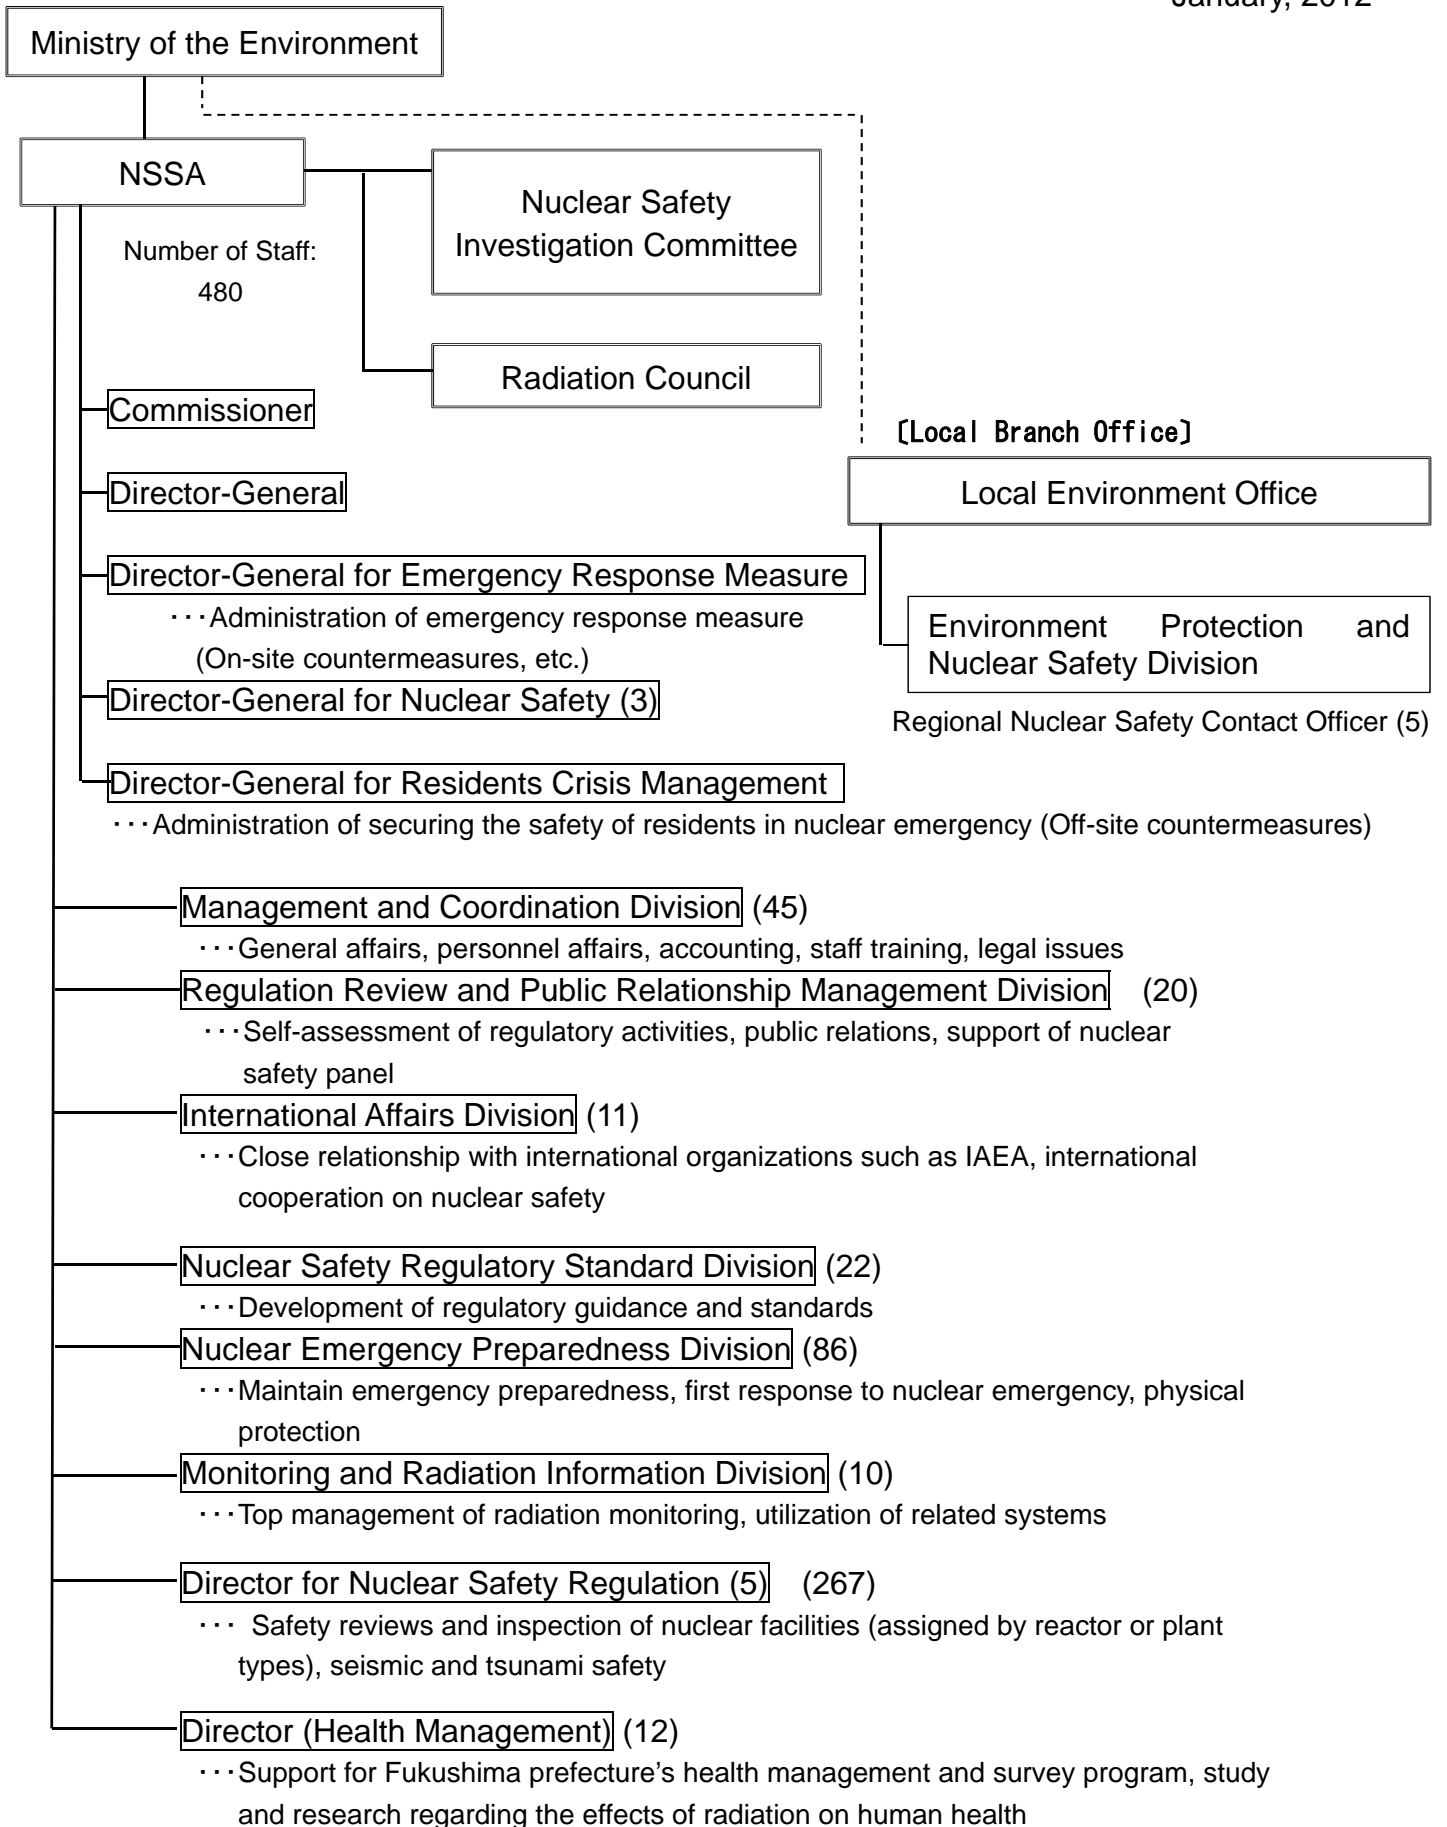 January, 2012
Ministry of the Environment
NSSA
Number of Staff:
480
Nuclear Safety
Investigation Committee
Radiation Council
Commissioner
Director-General
Director-General for Emergency Response Measure
···Administration of emergency response measure
(On-site countermeasures, etc.)
Director-General for Nuclear Safety (3)
Director-General for Residents Crisis Management
···Administration of securing the safety of residents in nuclear emergency (Off-site countermeasures)
〔Local Branch Office〕
Local Environment Office
Environment Protection and
Nuclear Safety Division
Regional Nuclear Safety Contact Officer (5)
Management and Coordination Division (45)
···General affairs, personnel affairs, accounting, staff training, legal issues
Regulation Review and Public Relationship Management Division (20)
···Self-assessment of regulatory activities, public relations, support of nuclear
safety panel
International Affairs Division (11)
···Close relationship with international organizations such as IAEA, international
cooperation on nuclear safety
Nuclear Safety Regulatory Standard Division (22)
···Development of regulatory guidance and standards
Nuclear Emergency Preparedness Division (86)
···Maintain emergency preparedness, first response to nuclear emergency, physical
protection
Monitoring and Radiation Information Division (10)
···Top management of radiation monitoring, utilization of related systems
Director for Nuclear Safety Regulation (5) (267)
··· Safety reviews and inspection of nuclear facilities (assigned by reactor or plant
types), seismic and tsunami safety
Director (Health Management) (12)
···Support for Fukushima prefecture's health management and survey program, study
and research regarding the effects of radiation on human health